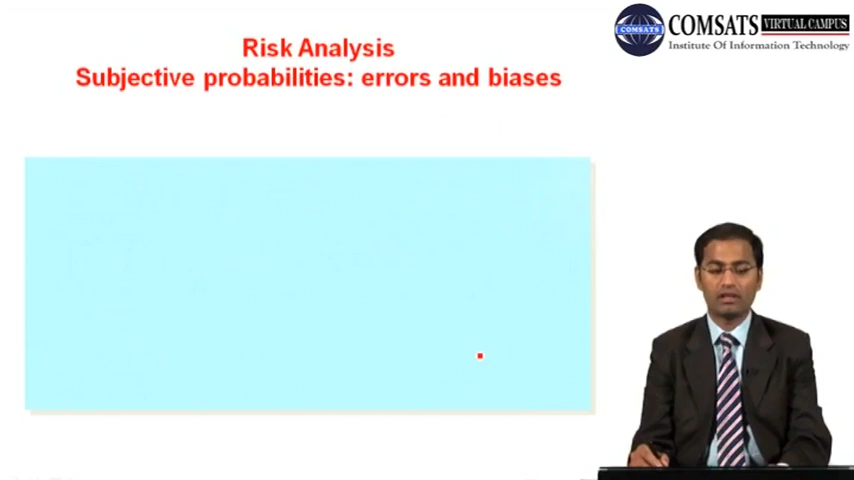 COMSATS VIRTUAL CAMPUS
Institute Of Information Technology
COMSATS
Risk Analysis
Subjective probabilities: errors and biases